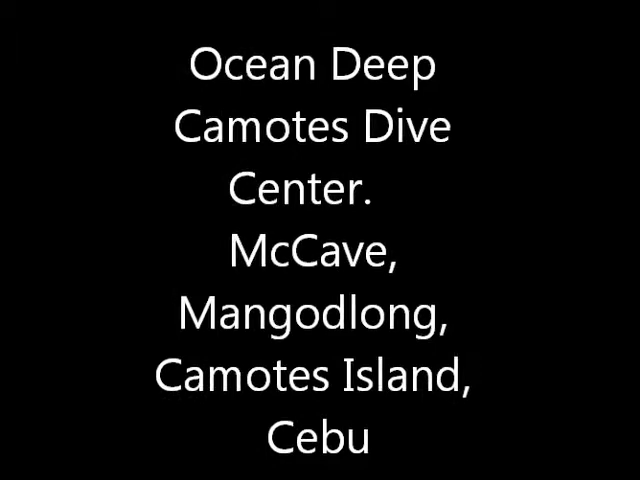 Ocean Deep
Camotes Dive
Center.
McCave,
Mangodlong,
Camotes Island,
Cebu